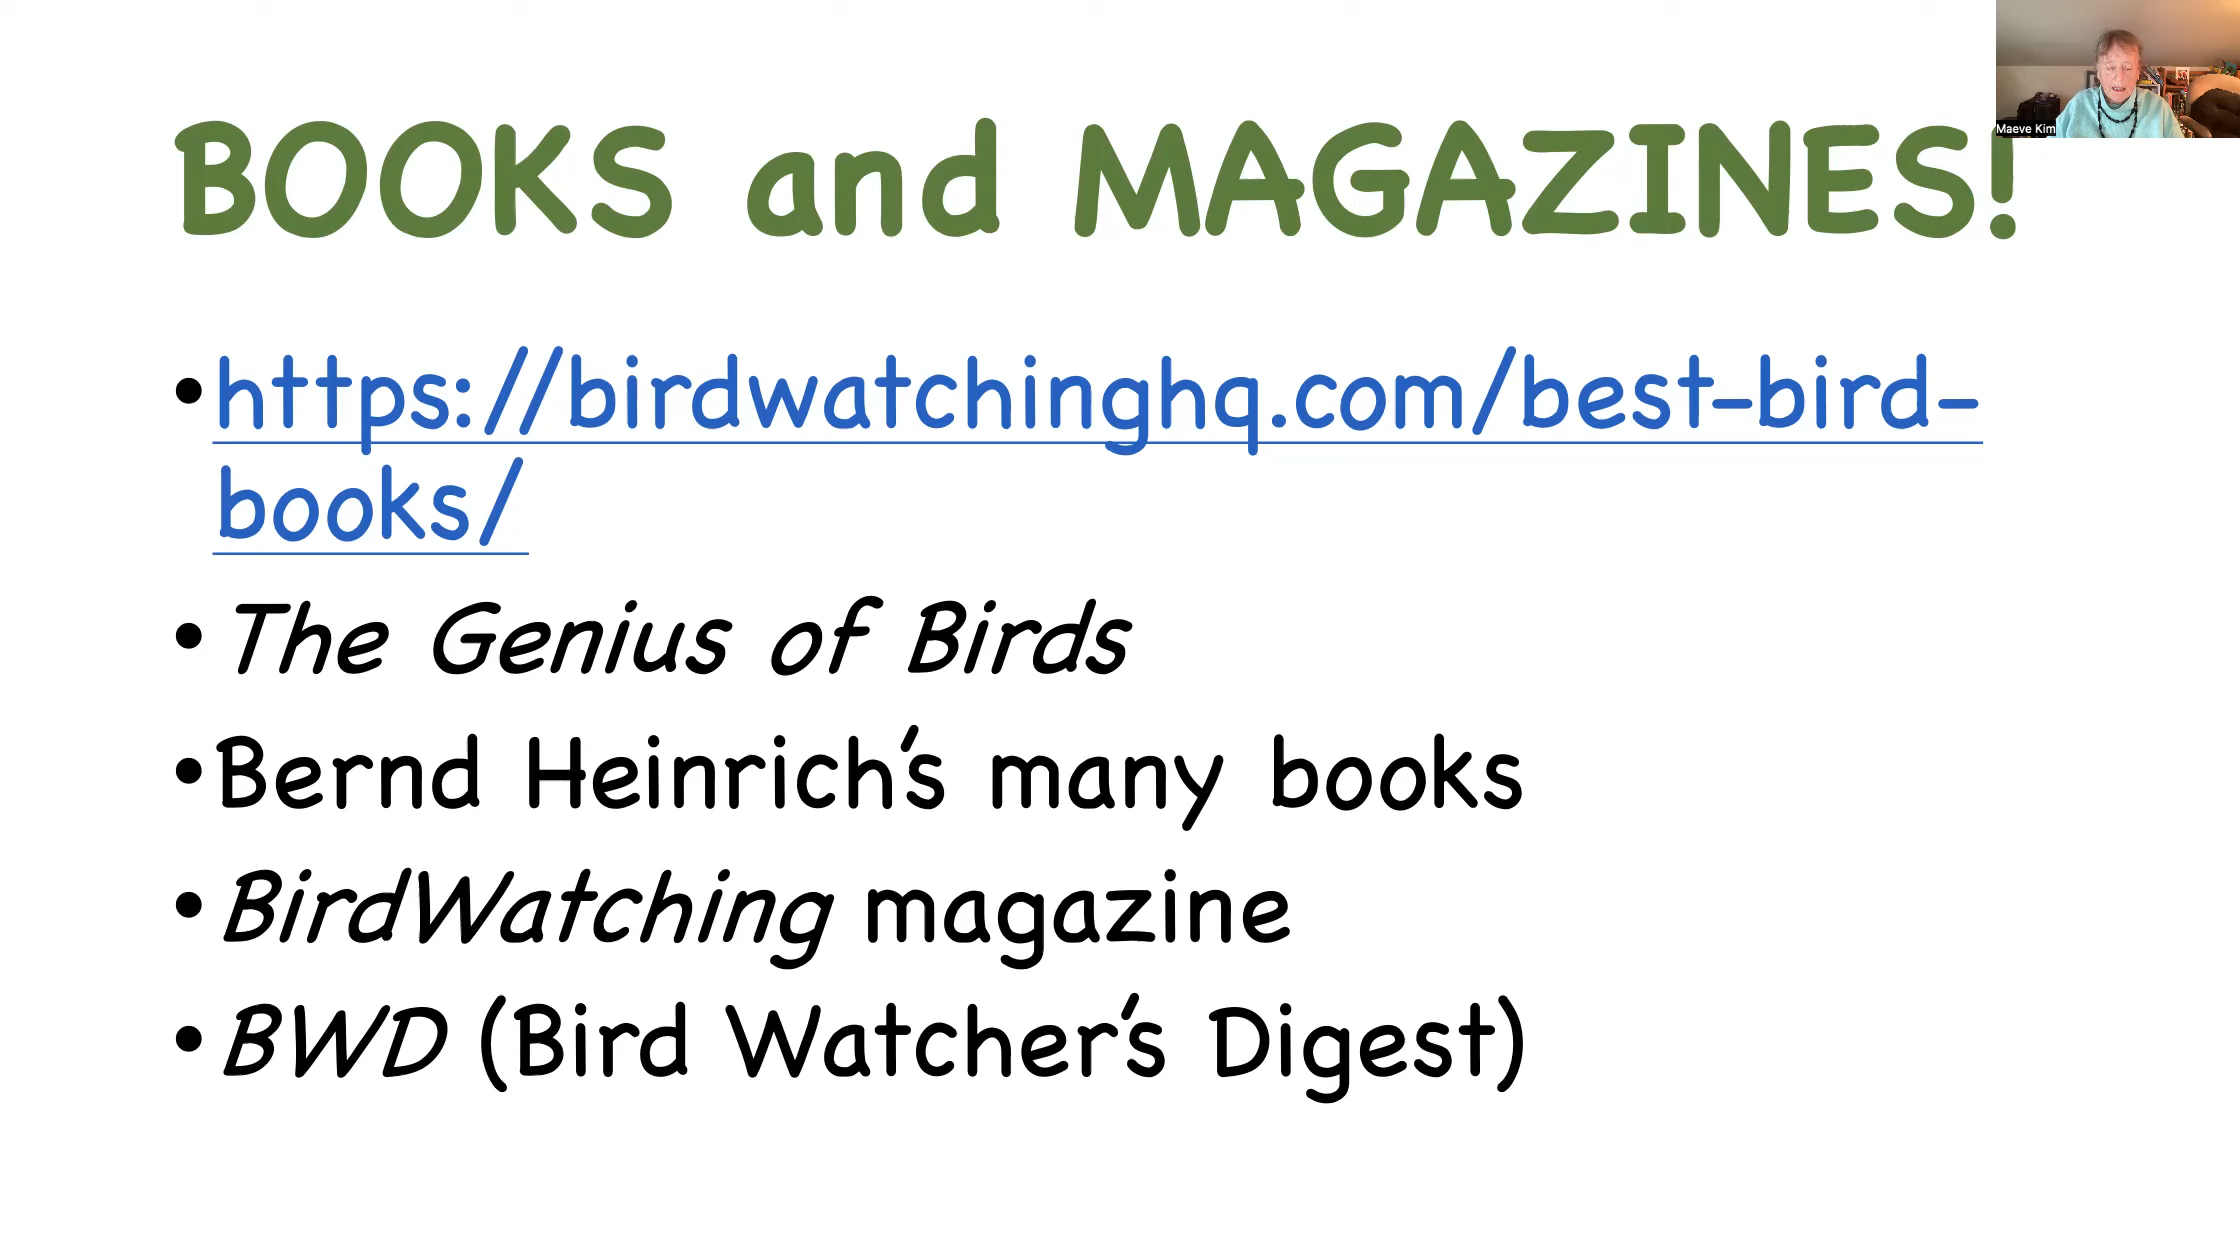 Maeve Kim
BOOKS and MAGAZINES!
• https://birdwatchinghq.com/best-bird-
books/
• The Genius of Birds
• Bernd Heinrich's many books
• BirdWatching magazine
• BWD (Bird Watcher's Digest)